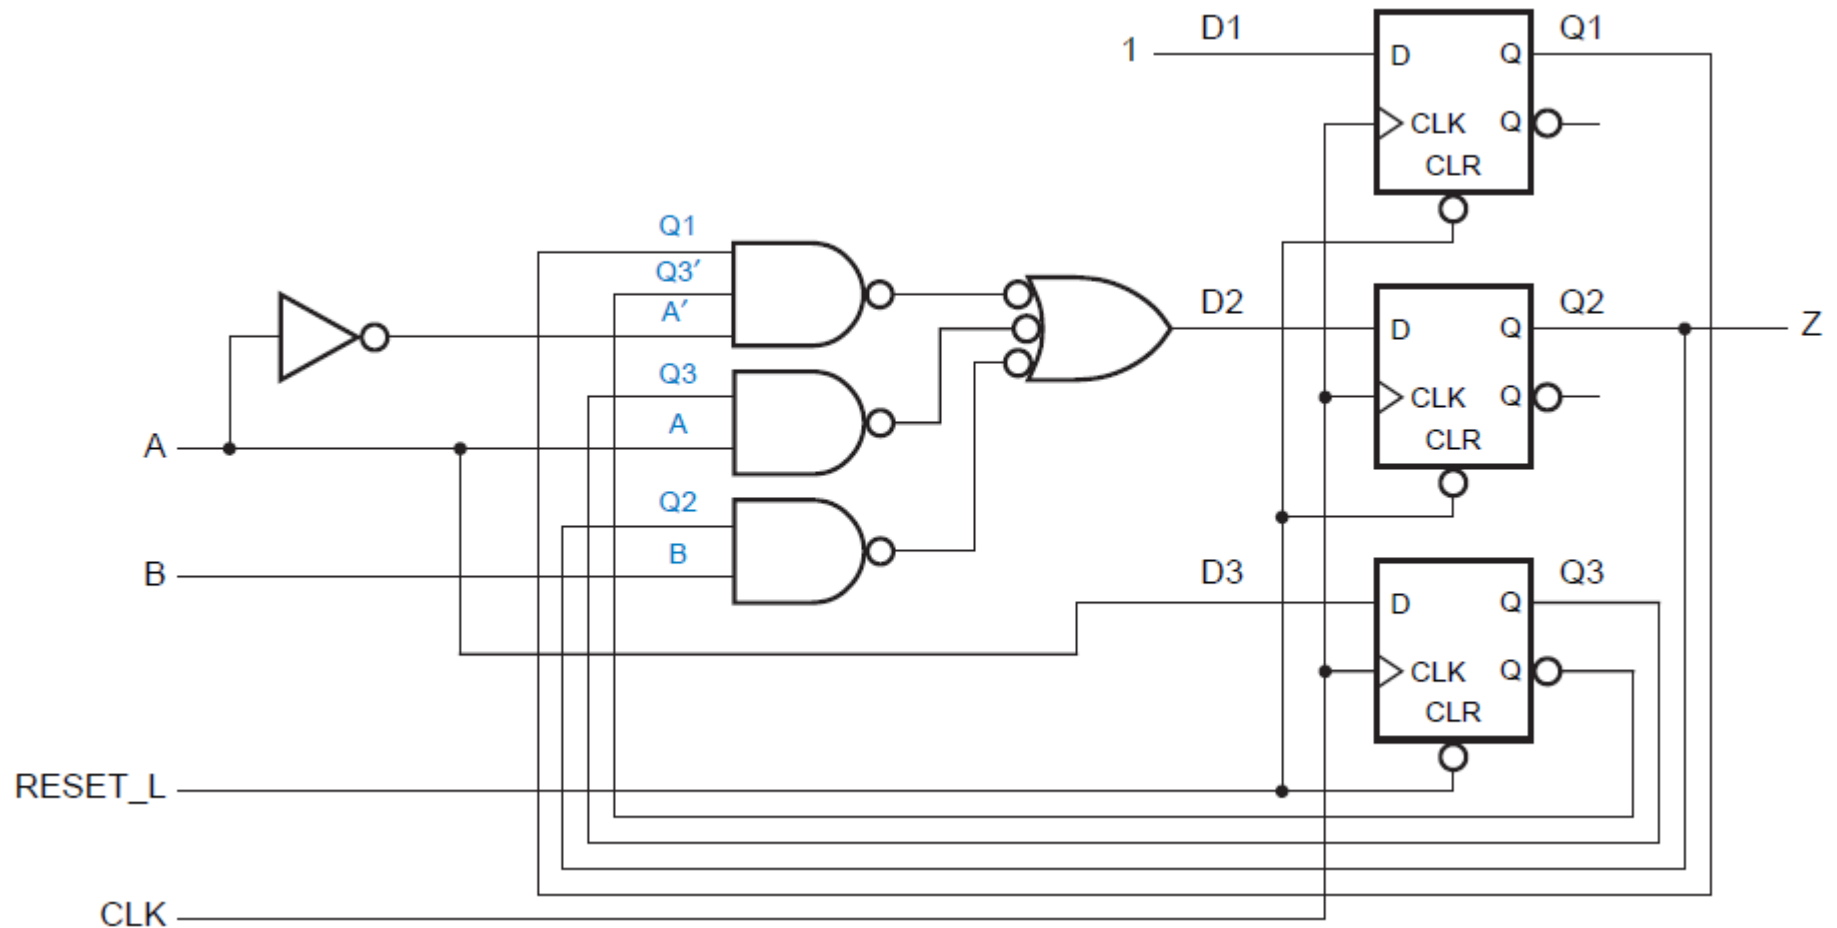 D1
Q1
1
D
Q
CLK
Q
CLR
Q1
Q3′
A′
D2
Q2
D
Q
Z
Q3
A
CLK
Q
CLR
A
Q2
B
B
D3
Q3
D
Q
CLK
Q
CLR
RESET_L
CLK